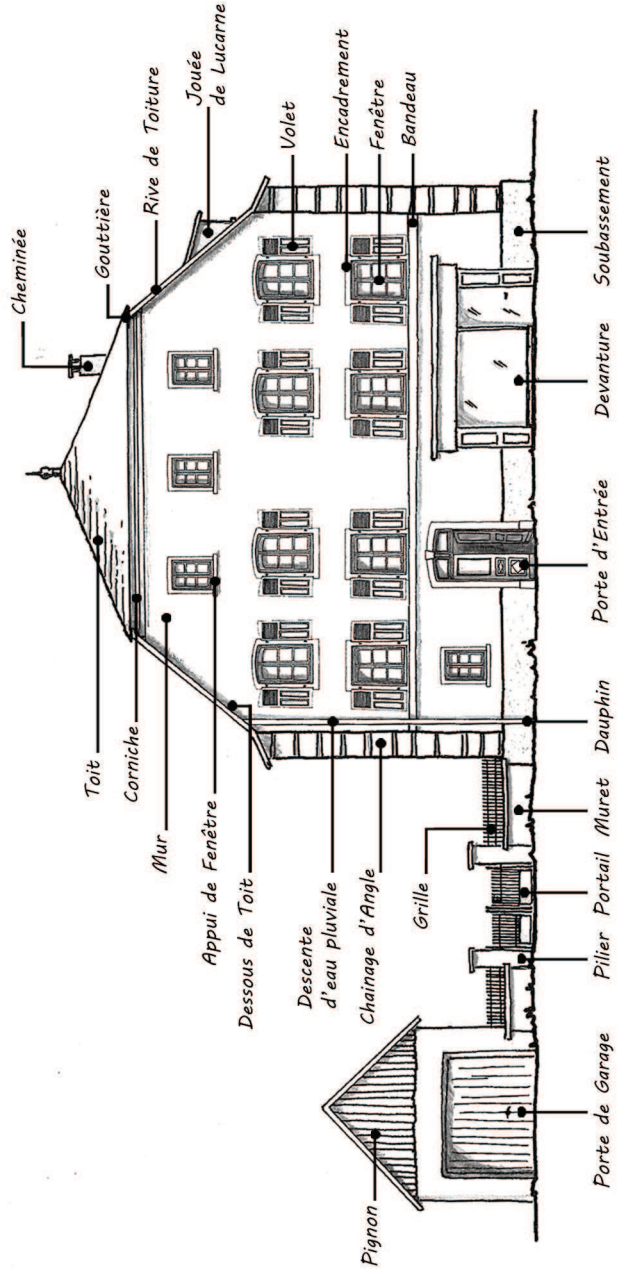 Cheminée
Gouttière
Rive de Toiture
Jouée
de Lucarne
Toit
Corniche
Mur
Appui de Fenêtre
Dessous de Toit
Descente
d'eau pluviale
Chainage d'Angle
Grille
Pignon
Volet
Encadrement
Fenêtre
Bandeau
Porte de Garage
Pilier
Portail
Muret
Dauphin
Porte d'Entrée
Devanture
Soubassement